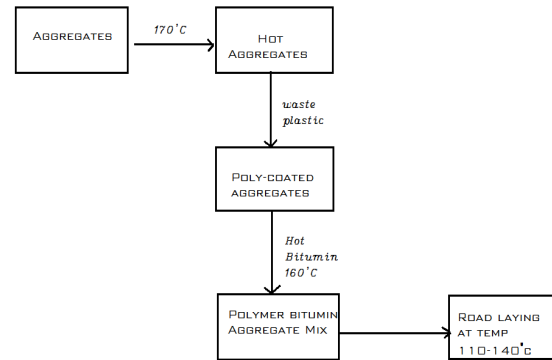 AGGREGATES
170°C
HOT
AGGREGATES
waste
plastic
POLY-COATED
AGGREGATES
Hot
Bitumin
160°C
POLYMER BITUMIN
AGGREGATE MIX
ROAD LAYING
AT TEMP
110-140°C